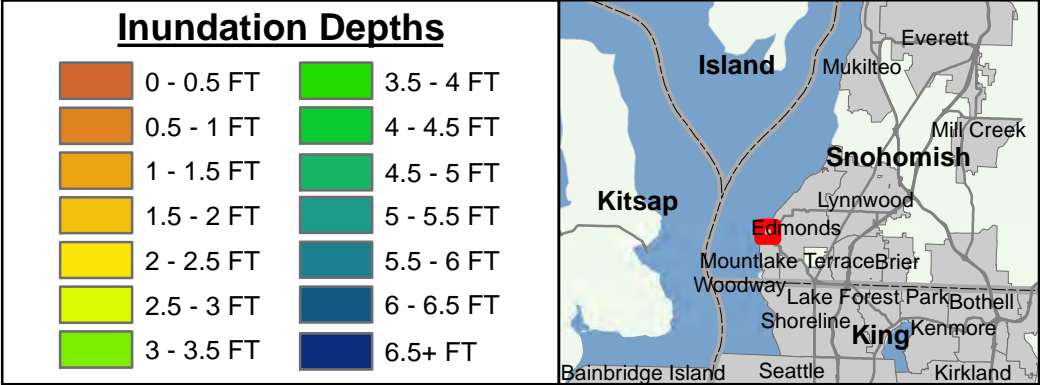 Inundation Depths
0 - 0.5 FT
0.5 - 1 FT
1 - 1.5 FT
1.5 - 2 FT
2 - 2.5 FT
2.5 - 3 FT
3 - 3.5 FT
3.5 - 4 FT
4 - 4.5 FT
4.5 - 5 FT
5 - 5.5 FT
5.5 - 6 FT
6 - 6.5 FT
6.5+ FT
Everett
Island
Mukilteo
Mill Creek
Snohomish
Kitsap
Lynnwood
Edmonds
Mountlake Terrace
Brier
Woodway
Lake Forest Park
Bothell
Shoreline
King
Kenmore
Bainbridge Island
Seattle
Kirkland